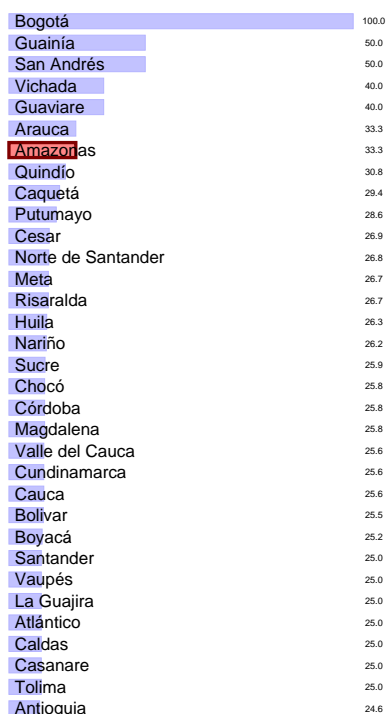 Bogotá 100.0
Guainía 50.0
San Andrés 50.0
Vichada 40.0
Guaviare 40.0
Arauca 33.3
Amazonas 33.3
Quindío 30.8
Caquetá 29.4
Putumayo 28.6
Cesar 26.9
Norte de Santander 26.8
Meta 26.7
Risaralda 26.7
Huila 26.3
Nariño 26.2
Sucre 25.9
Chocó 25.8
Córdoba 25.8
Magdalena 25.8
Valle del Cauca 25.6
Cundinamarca 25.6
Cauca 25.6
Bolivar 25.5
Boyacá 25.2
Santander 25.0
Vaupés 25.0
La Guajira 25.0
Atlántico 25.0
Caldas 25.0
Casanare 25.0
Tolima 25.0
Antioquia 24.6